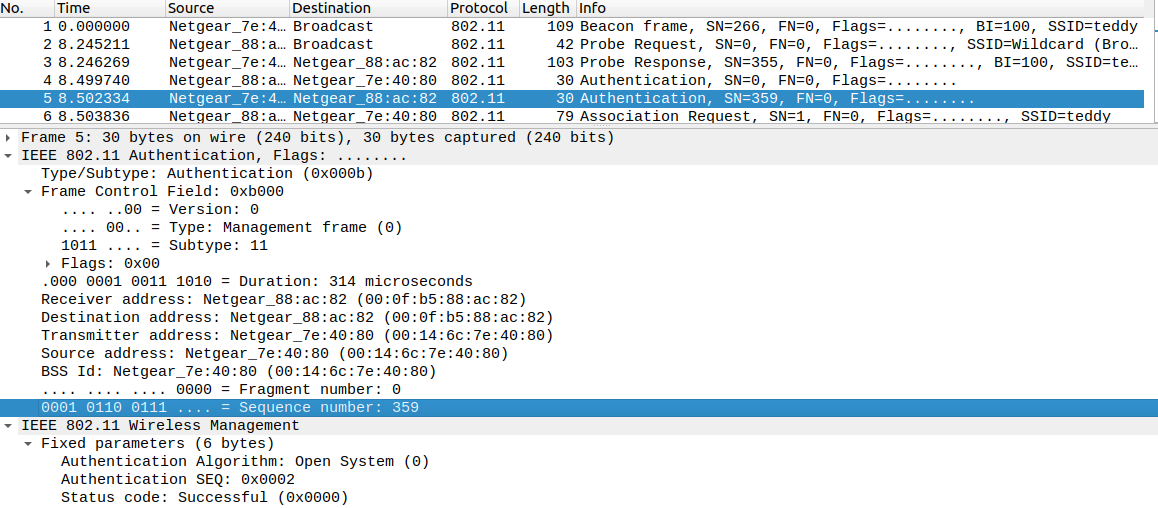 No. Time Source Destination Protocol Length Info
1 0.000000 Netgear_7e:4… Broadcast 802.11 109 Beacon frame, SN=266, FN=0, Flags=........, BI=100, SSID=teddy
2 8.245211 Netgear_88:a… Broadcast 802.11 42 Probe Request, SN=0, FN=0, Flags=........, SSID=Wildcard (Bro…
3 8.246269 Netgear_7e:4… Netgear_88:ac:82 802.11 103 Probe Response, SN=355, FN=0, Flags=........, BI=100, SSID=te…
4 8.499740 Netgear_88:a… Netgear_7e:40:80 802.11 30 Authentication, SN=0, FN=0, Flags=........
5 8.502334 Netgear_7e:4… Netgear_88:ac:82 802.11 30 Authentication, SN=359, FN=0, Flags=........
6 8.503836 Netgear_88:a… Netgear_7e:40:80 802.11 79 Association Request, SN=1, FN=0, Flags=........, SSID=teddy
Frame 5: 30 bytes on wire (240 bits), 30 bytes captured (240 bits)
IEEE 802.11 Authentication, Flags: ........
Type/Subtype: Authentication (0x000b)
Frame Control Field: 0xb000
.... ..00 = Version: 0
.... 00.. = Type: Management frame (0)
1011 .... = Subtype: 11
Flags: 0x00
.000 0001 0011 1010 = Duration: 314 microseconds
Receiver address: Netgear_88:ac:82 (00:0f:b5:88:ac:82)
Destination address: Netgear_88:ac:82 (00:0f:b5:88:ac:82)
Transmitter address: Netgear_7e:40:80 (00:14:6c:7e:40:80)
Source address: Netgear_7e:40:80 (00:14:6c:7e:40:80)
BSS Id: Netgear_7e:40:80 (00:14:6c:7e:40:80)
.... .... .... 0000 = Fragment number: 0
0001 0110 0111 .... = Sequence number: 359
IEEE 802.11 Wireless Management
Fixed parameters (6 bytes)
Authentication Algorithm: Open System (0)
Authentication SEQ: 0x0002
Status code: Successful (0x0000)